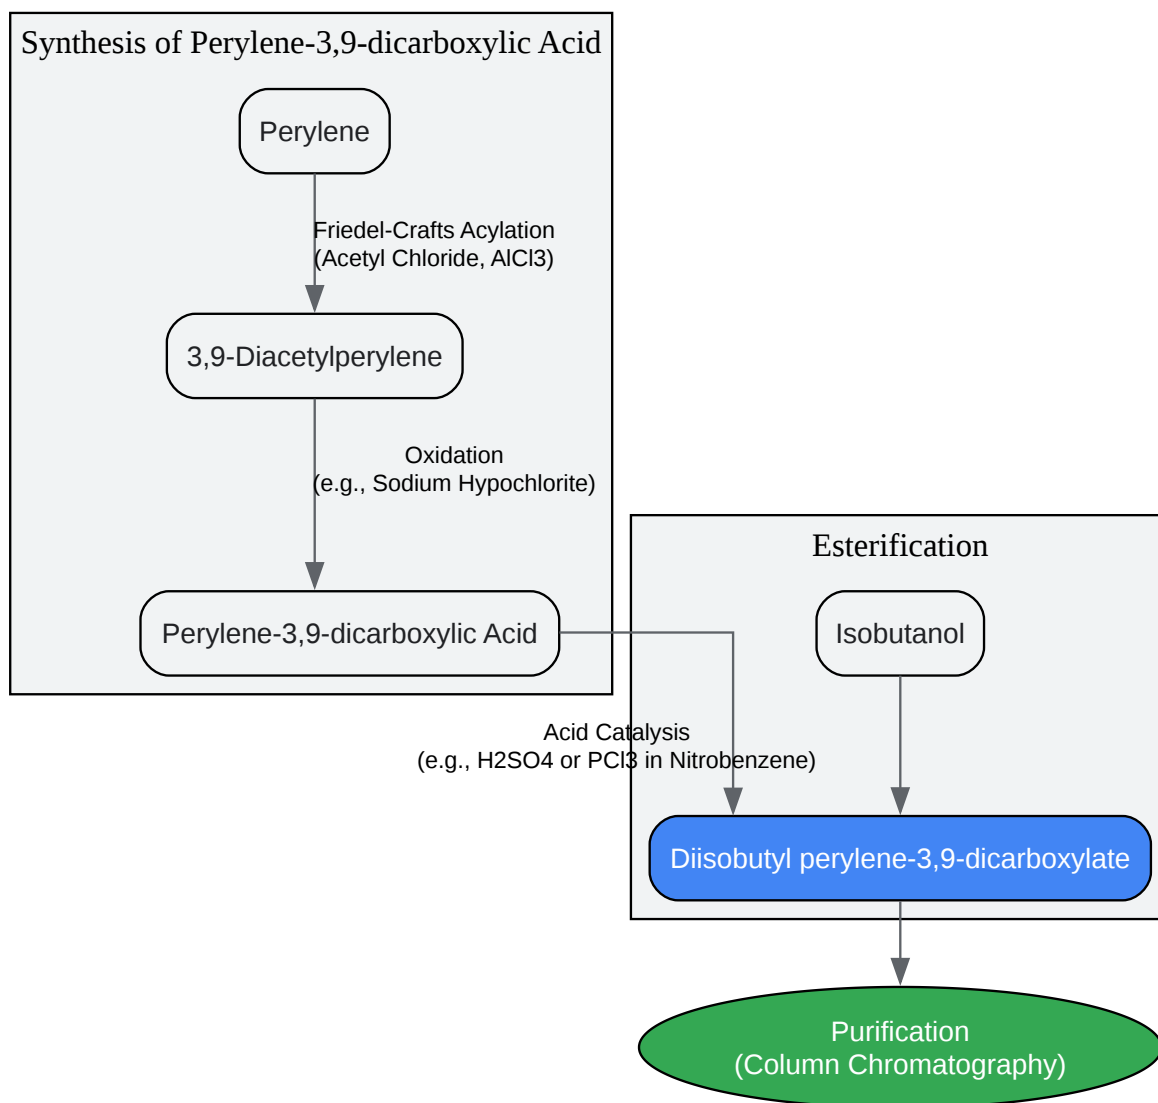 Synthesis of Perylene-3,9-dicarboxylic Acid
Perylene
Friedel-Crafts Acylation
(Acetyl Chloride, AlCl3)
3,9-Diacetylperylene
Oxidation
(e.g., Sodium Hypochlorite)
Perylene-3,9-dicarboxylic Acid
Esterification
Isobutanol
Acid Catalysis
(e.g., H2SO4 or PCl3 in Nitrobenzene)
Diisobutyl perylene-3,9-dicarboxylate
Purification
(Column Chromatography)